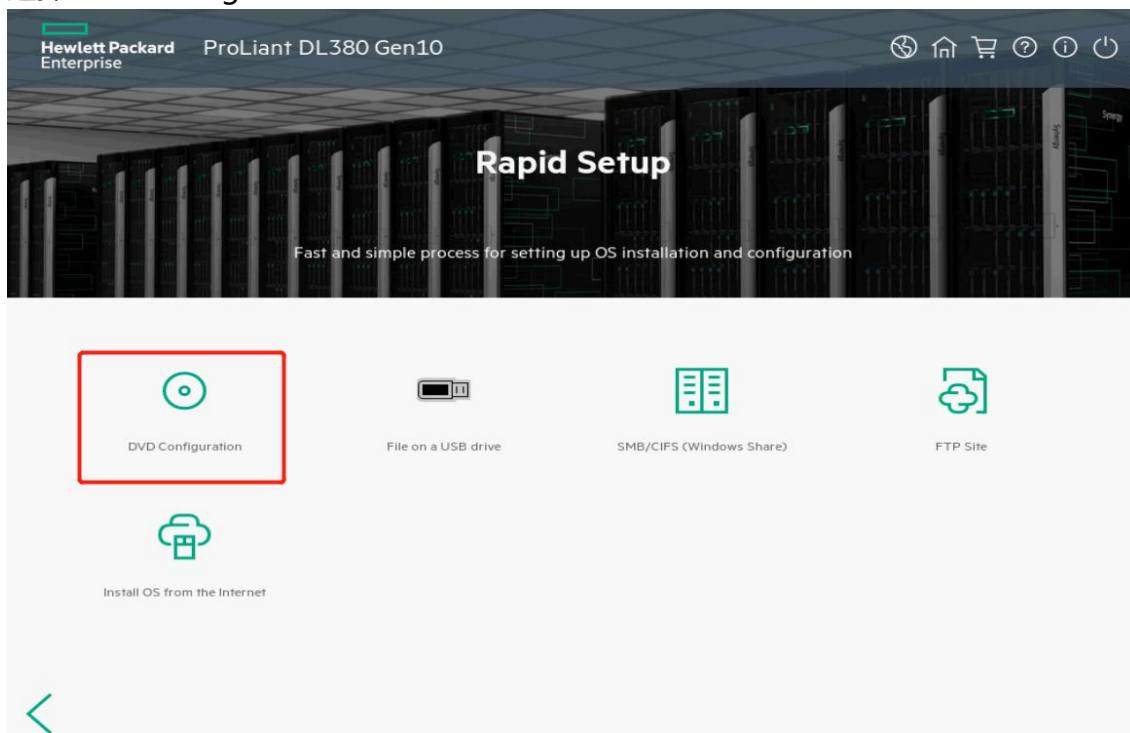 Hewlett Packard
Enterprise
ProLiant DL380 Gen10
Rapid Setup
Fast and simple process for setting up OS installation and configuration
DVD Configuration
File on a USB drive
SMB/CIFS (Windows Share)
FTP Site
Install OS from the Internet